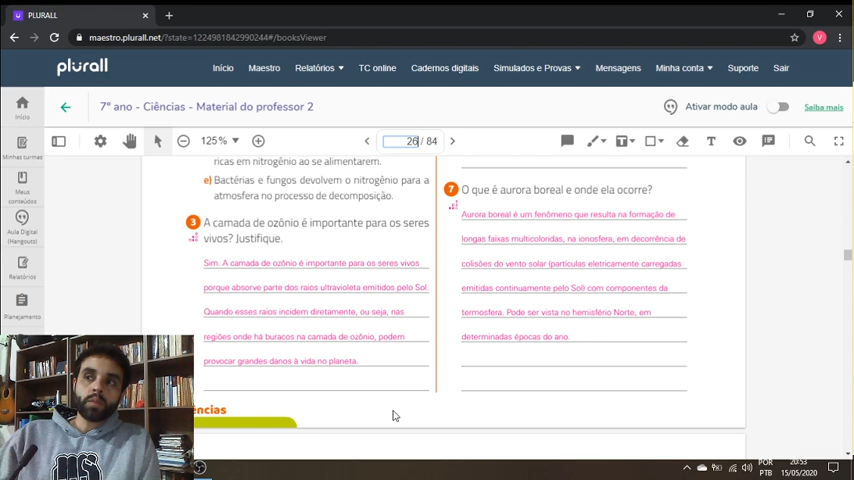 PLURALL
maestro.plurall.net/?state=1224981842990244#/booksViewer
V
plurall
Início Maestro Relatórios TC online Cadernos digitais Simulados e Provas Mensagens Minha conta Suporte Sair
Início
7º ano - Ciências - Material do professor 2
Ativar modo aula
Saiba mais
125%
26 / 84
Minhas turmas
Meus conteúdos
Aula Digital (Hangouts)
Relatórios
Planejamento
ricas em nitrogênio ao se alimentarem.
e) Bactérias e fungos devolvem o nitrogênio para a
atmosfera no processo de decomposição.
3 A camada de ozônio é importante para os seres
vivos? Justifique.
Sim. A camada de ozônio é importante para os seres vivos
porque absorve parte dos raios ultravioleta emitidos pelo Sol.
Quando esses raios incidem diretamente, ou seja, nas
regiões onde há buracos na camada de ozônio, podem
provocar grandes danos à vida no planeta.
ências
7 O que é aurora boreal e onde ela ocorre?
Aurora boreal é um fenômeno que resulta na formação de
longas faixas multicoloridas, na ionosfera, em decorrência de
colisões do vento solar (partículas eletricamente carregadas
emitidas continuamente pelo Sol) com componentes da
termosfera. Pode ser vista no hemisfério Norte, em
determinadas épocas do ano.
POR
PTB
20:53
15/05/2020